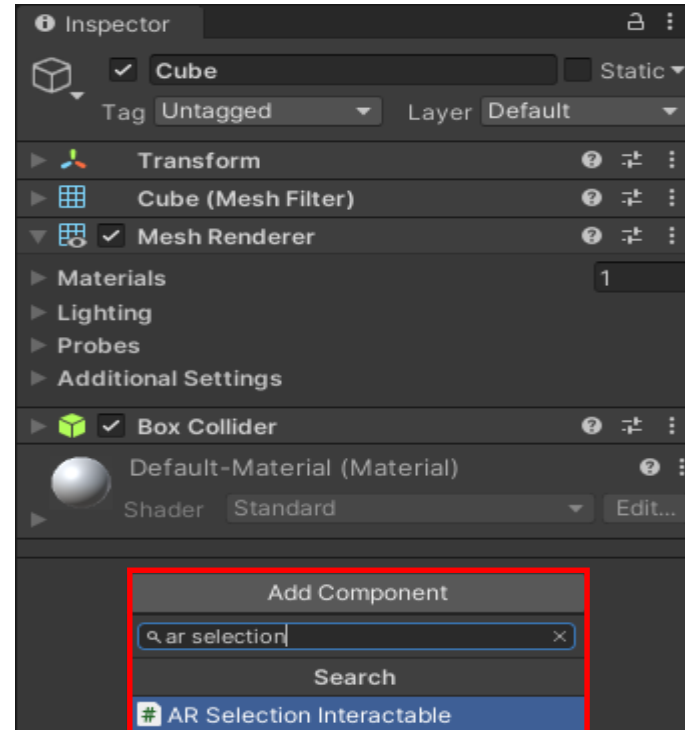 Inspector
Cube Static
Tag Untagged Layer Default
Transform
Cube (Mesh Filter)
Mesh Renderer
Materials 1
Lighting
Probes
Additional Settings
Box Collider
Default-Material (Material)
Shader Standard Edit...
Add Component
ar selection
Search
# AR Selection Interactable